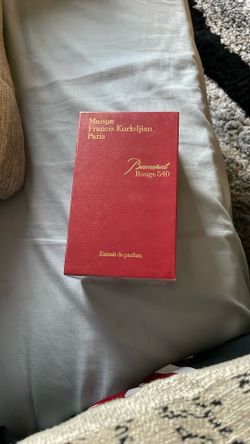 Maison
Francis Kurkdjian
Paris
Baccarat
Rouge 540
Extrait de parfum